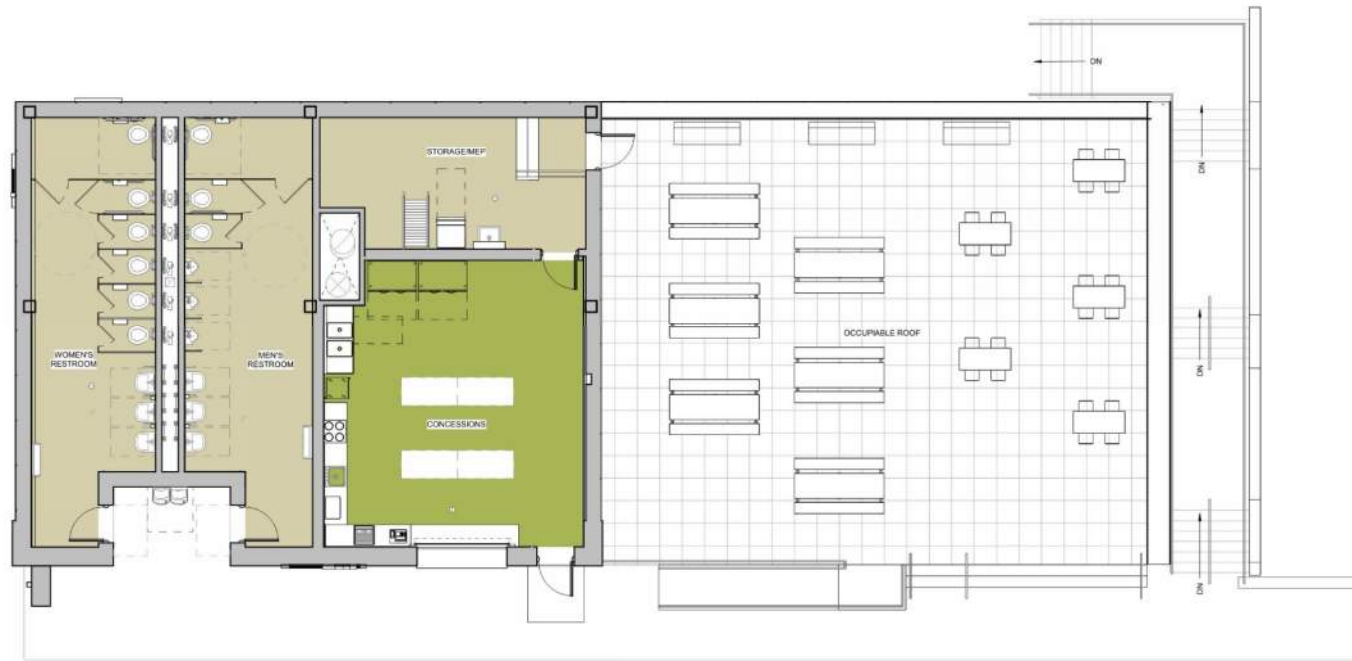 DN
STORAGE/MEP
DN
OCCUPIABLE ROOF
WOMEN'S
RESTROOM
MEN'S
RESTROOM
DN
CONCESSIONS
DN